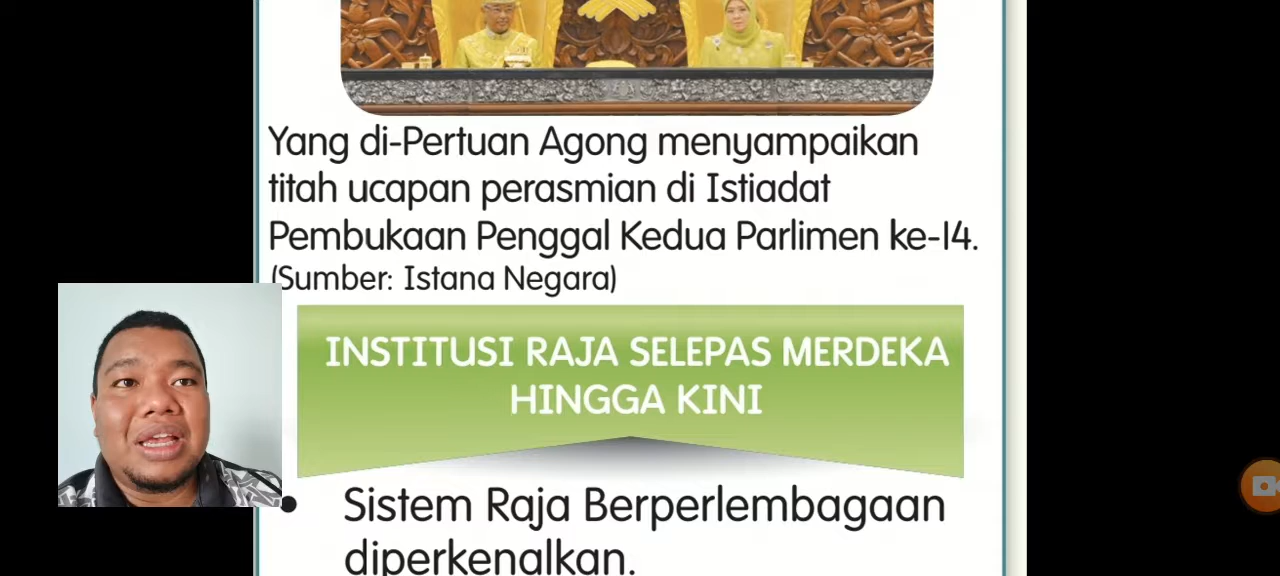 Yang di-Pertuan Agong menyampaikan
titah ucapan perasmian di Istiadat
Pembukaan Penggal Kedua Parlimen ke-14.
(Sumber: Istana Negara)
INSTITUSI RAJA SELEPAS MERDEKA
HINGGA KINI
• Sistem Raja Berperlembagaan
diperkenalkan.